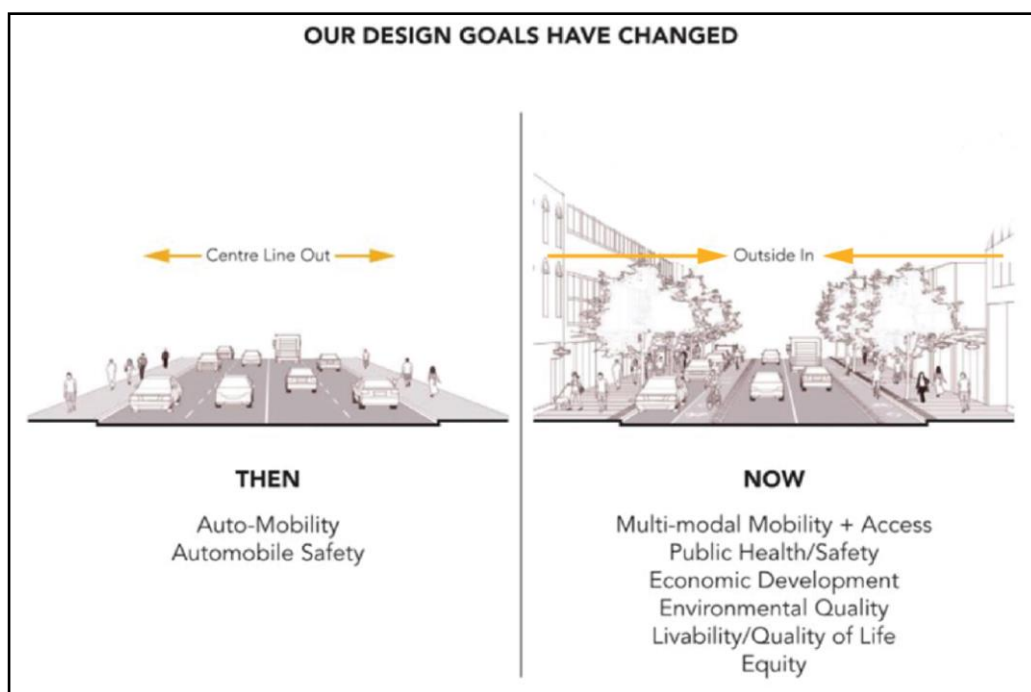 OUR DESIGN GOALS HAVE CHANGED
Centre Line Out
THEN
Auto-Mobility
Automobile Safety
Outside In
NOW
Multi-modal Mobility + Access
Public Health/Safety
Economic Development
Environmental Quality
Livability/Quality of Life
Equity